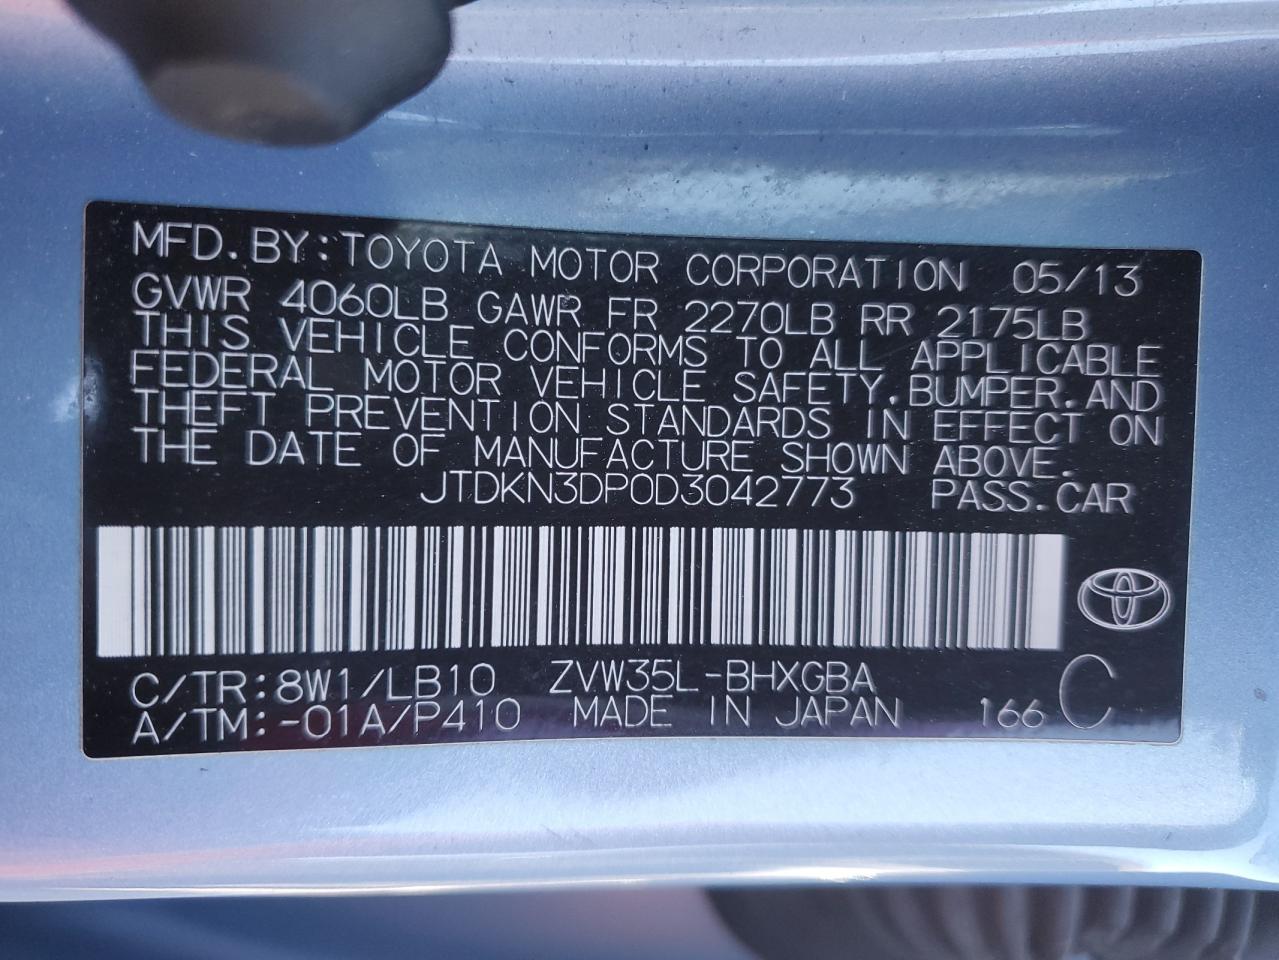 MFD.BY:TOYOTA MOTOR CORPORATION 05/13
GVWR 4060LB GAWR FR 2270LB RR 2175LB
THIS VEHICLE CONFORMS TO ALL APPLICABLE
FEDERAL MOTOR VEHICLE SAFETY,BUMPER,AND
THEFT PREVENTION STANDARDS IN EFFECT ON
THE DATE OF MANUFACTURE SHOWN ABOVE.
JTDKN3DP0D3042773 PASS.CAR
C/TR:8W1/LB10 ZVW35L-BHXGBA
A/TM:-01A/P410 MADE IN JAPAN 166 C